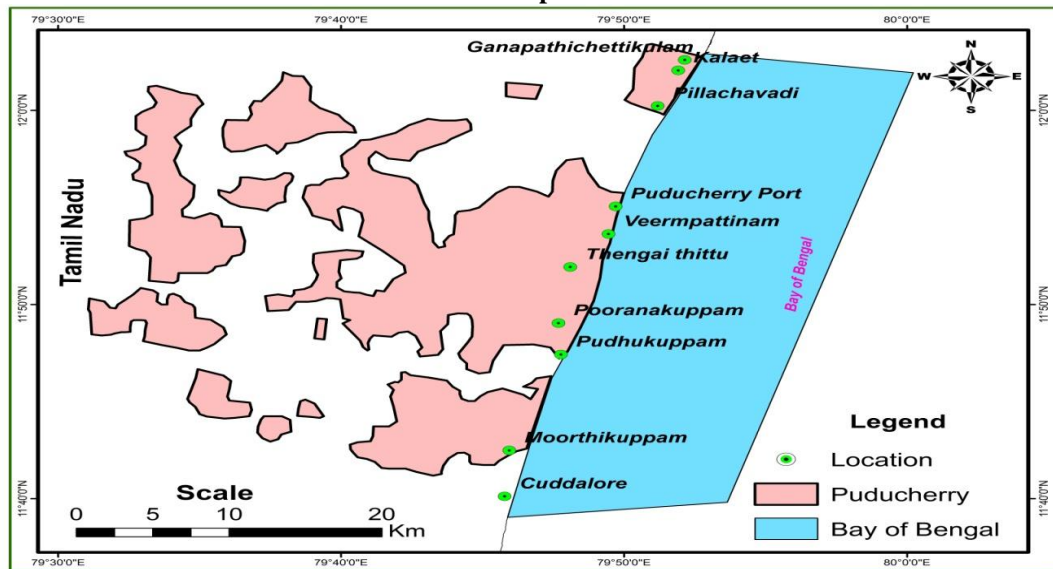 79°30'0"E 79°40'0"E 79°50'0"E 80°0'0"E
Ganapathichettikulam
Kalaet
N
W E
S
Pillachavadi
12°0'0"N 12°0'0"N
Puducherry Port
Veermpattinam
Thengai thittu
Tamil Nadu
Bay of Bengal
11°50'0"N 11°50'0"N
Pooranakuppam
Pudhukuppam
Moorthikuppam
Cuddalore
11°40'0"N 11°40'0"N
Scale
0 5 10 20
Km
Legend
Location
Puducherry
Bay of Bengal
79°30'0"E 79°40'0"E 79°50'0"E 80°0'0"E